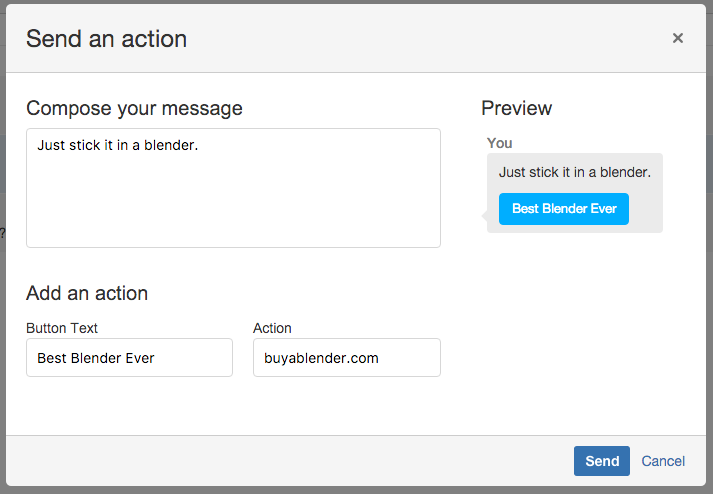 Send an action
×
Compose your message
Just stick it in a blender.
Preview
You
Just stick it in a blender.
Best Blender Ever
Add an action
Button Text
Action
Best Blender Ever
buyablender.com
?
Send
Cancel